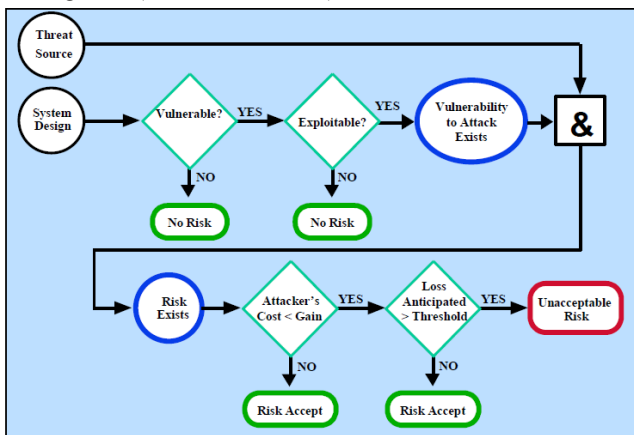 Threat
Source
System
Design
Vulnerable?
YES
NO
No Risk
Exploitable?
YES
NO
No Risk
Vulnerability
to Attack
Exists
&
Risk
Exists
Attacker's
Cost < Gain
YES
NO
Risk Accept
Loss
Anticipated
> Threshold
YES
NO
Risk Accept
Unacceptable
Risk